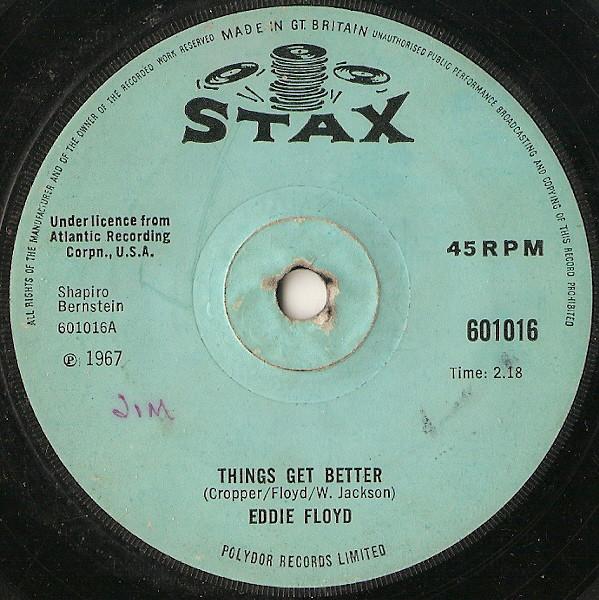 ALL RIGHTS OF THE MANUFACTURER AND OF THE OWNER OF THE RECORDED WORK RESERVED MADE IN GT. BRITAIN UNAUTHORISED PUBLIC PERFORMANCE BROADCASTING AND COPYING OF THIS RECORD PROHIBITED
STAX
Under licence from
Atlantic Recording
Corpn., U.S.A.
45 RPM
Shapiro
Bernstein
601016A
℗ 1967
601016
Time: 2.18
JIM
THINGS GET BETTER
(Cropper/Floyd/W. Jackson)
EDDIE FLOYD
POLYDOR RECORDS LIMITED